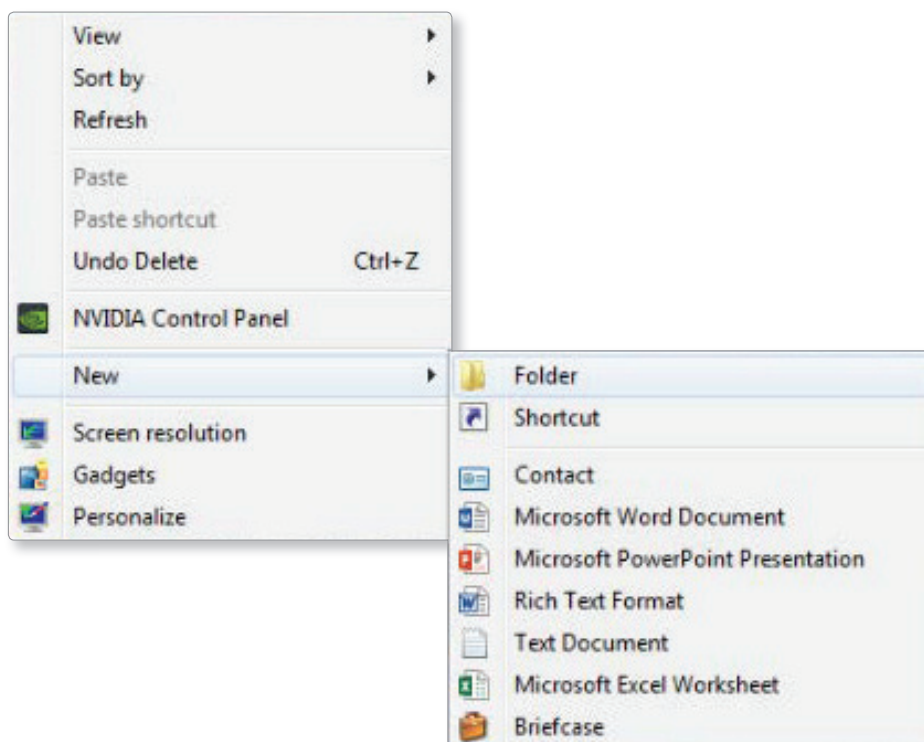 View
Sort by
Refresh
Paste
Paste shortcut
Undo Delete Ctrl+Z
NVIDIA Control Panel
New
Screen resolution
Gadgets
Personalize
Folder
Shortcut
Contact
Microsoft Word Document
Microsoft PowerPoint Presentation
Rich Text Format
Text Document
Microsoft Excel Worksheet
Briefcase